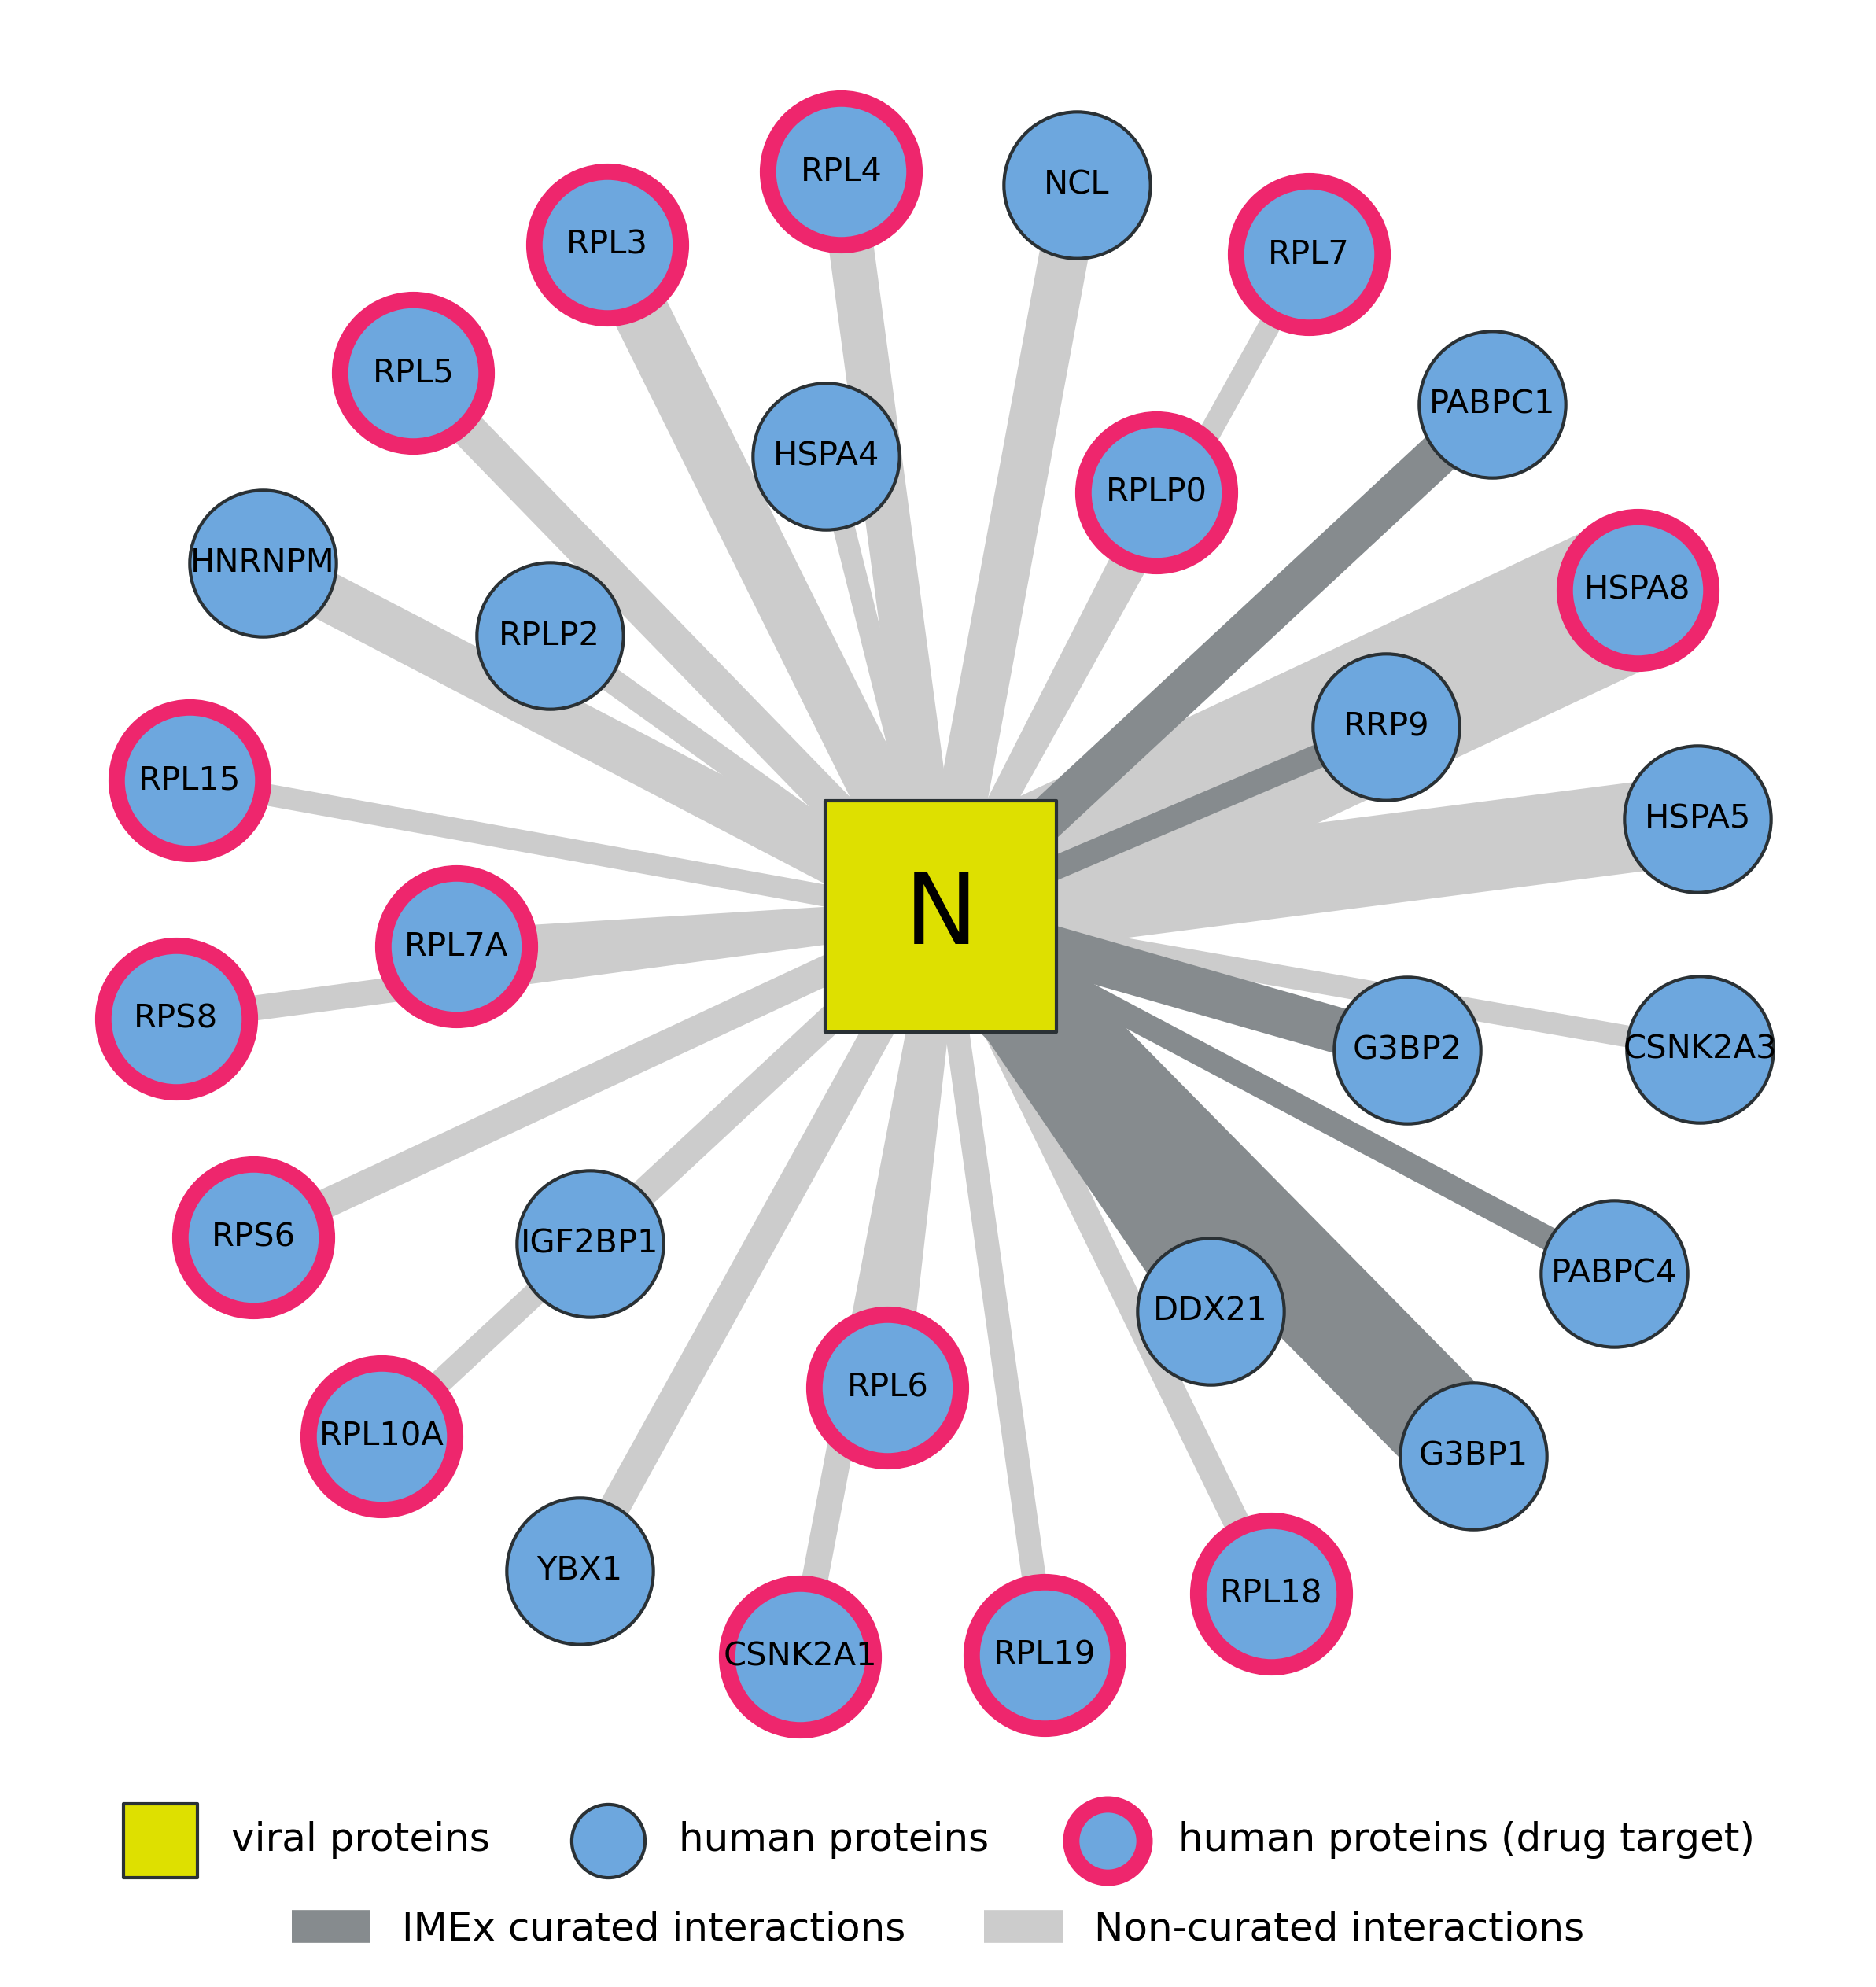 RPL4
NCL
RPL3
RPL7
RPL5
PABPC1
HSPA4
RPLP0
HNRNPM
HSPA8
RPLP2
RRP9
RPL15
HSPA5
N
RPL7A
RPS8
G3BP2
CSNK2A3
RPS6
IGF2BP1
PABPC4
DDX21
RPL6
RPL10A
G3BP1
YBX1
RPL18
CSNK2A1
RPL19
viral proteins
human proteins
human proteins (drug target)
IMEx curated interactions
Non-curated interactions